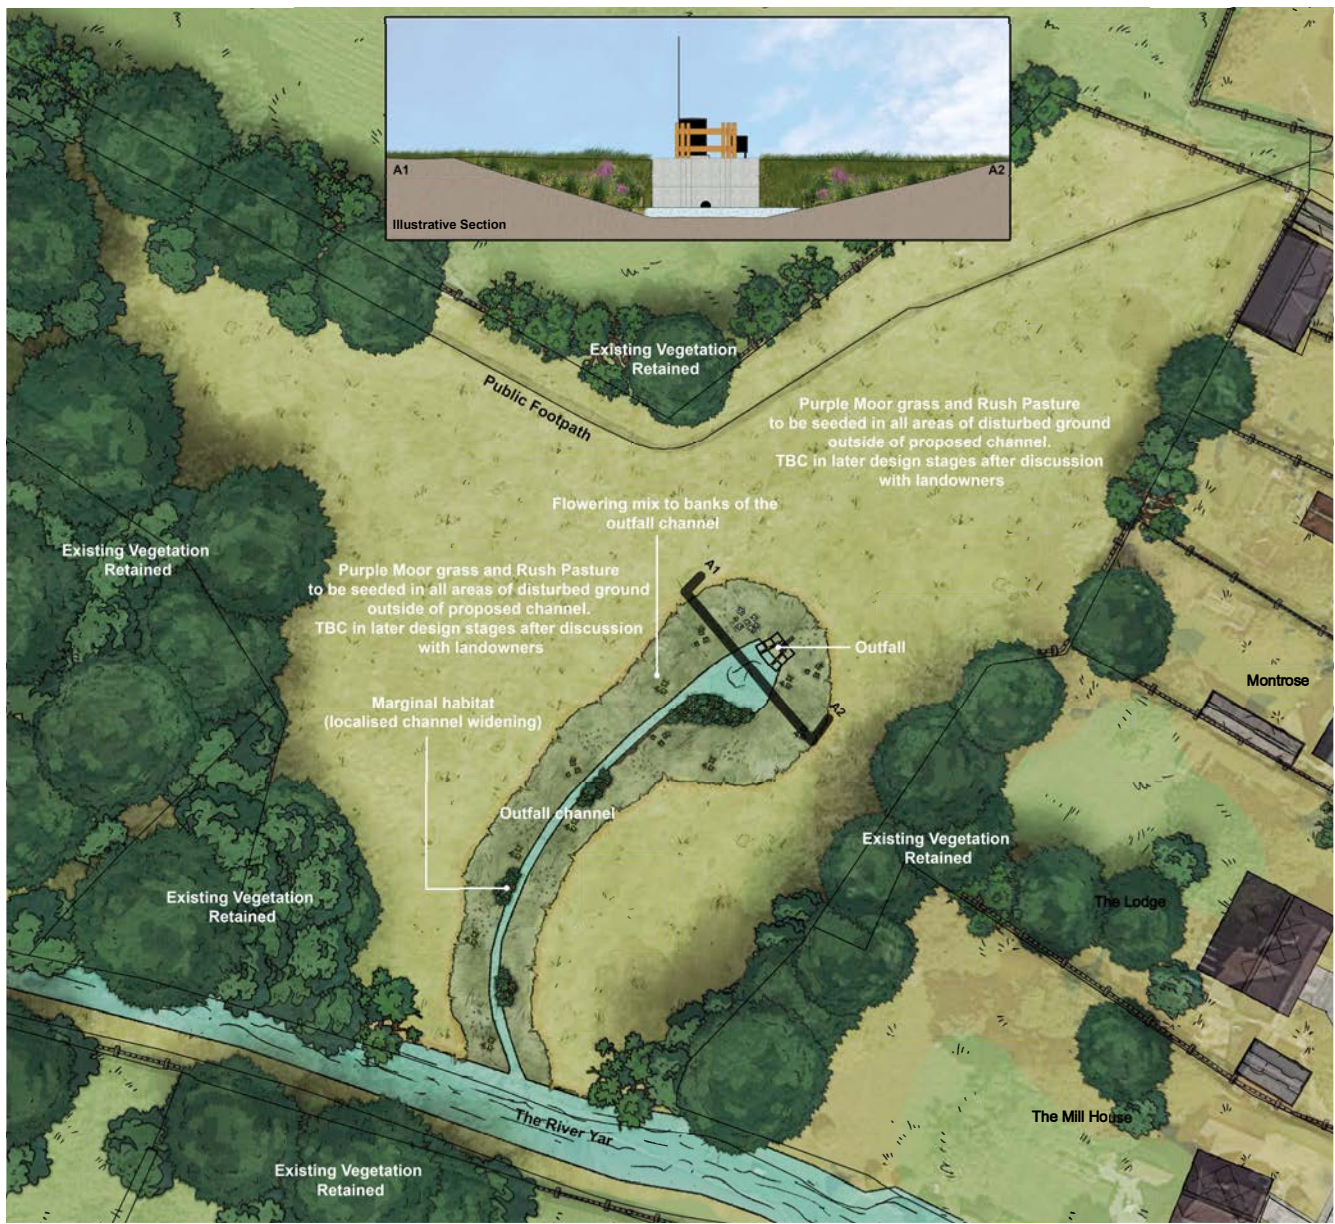 A1
A2
Illustrative Section
Existing Vegetation
Retained
Public Footpath
Purple Moor grass and Rush Pasture
to be seeded in all areas of disturbed ground
outside of proposed channel.
TBC in later design stages after discussion
with landowners
Flowering mix to banks of the
outfall channel
Existing Vegetation
Retained
Purple Moor grass and Rush Pasture
to be seeded in all areas of disturbed ground
outside of proposed channel.
TBC in later design stages after discussion
with landowners
A1
Outfall
Montrose
Marginal habitat
(localised channel widening)
A2
Outfall channel
Existing Vegetation
Retained
Existing Vegetation
Retained
The Lodge
The River Yar
The Mill House
Existing Vegetation
Retained